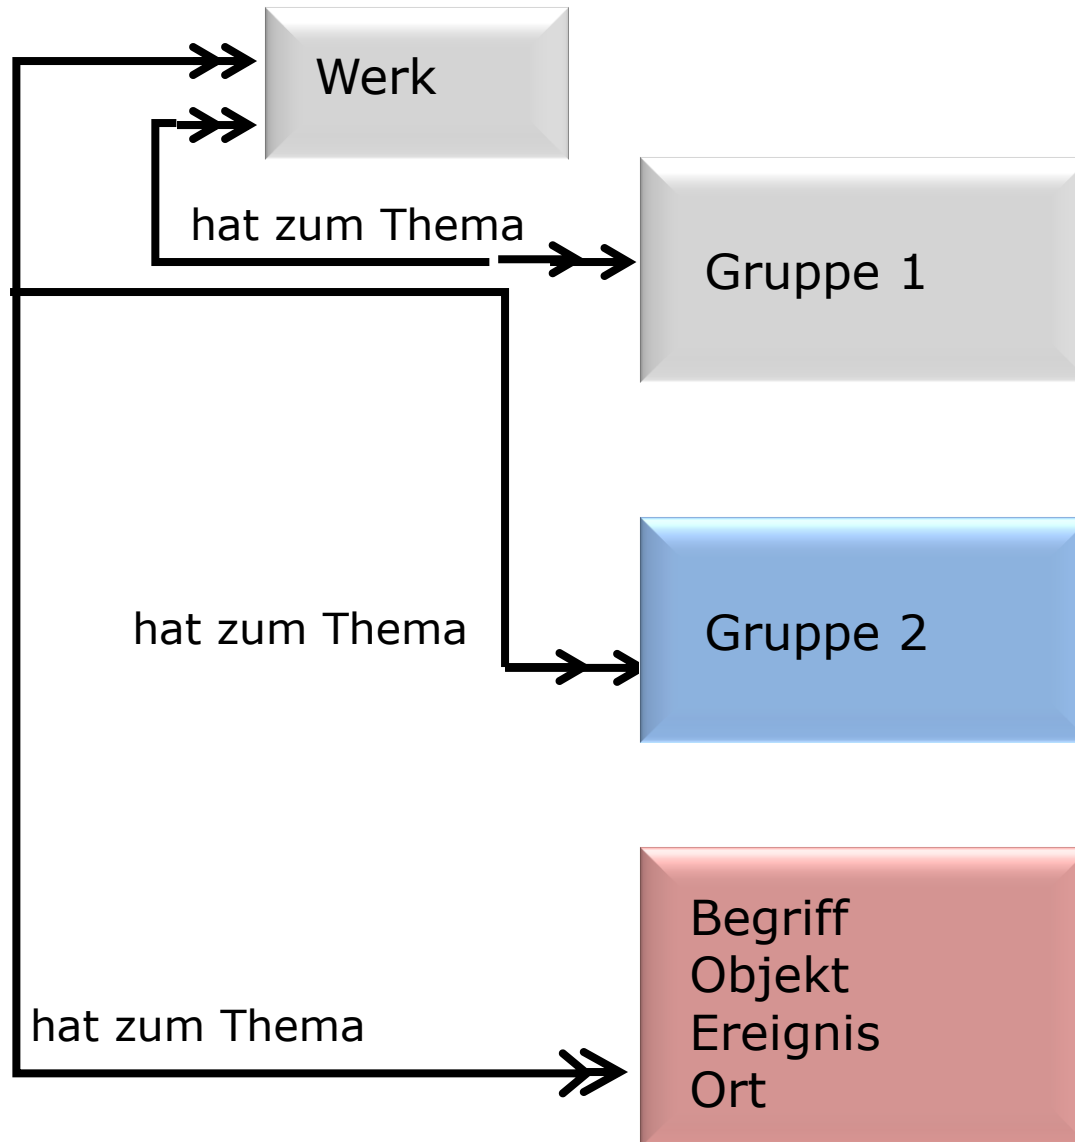 Werk
hat zum Thema
Gruppe 1
hat zum Thema
Gruppe 2
hat zum Thema
Begriff
Objekt
Ereignis
Ort